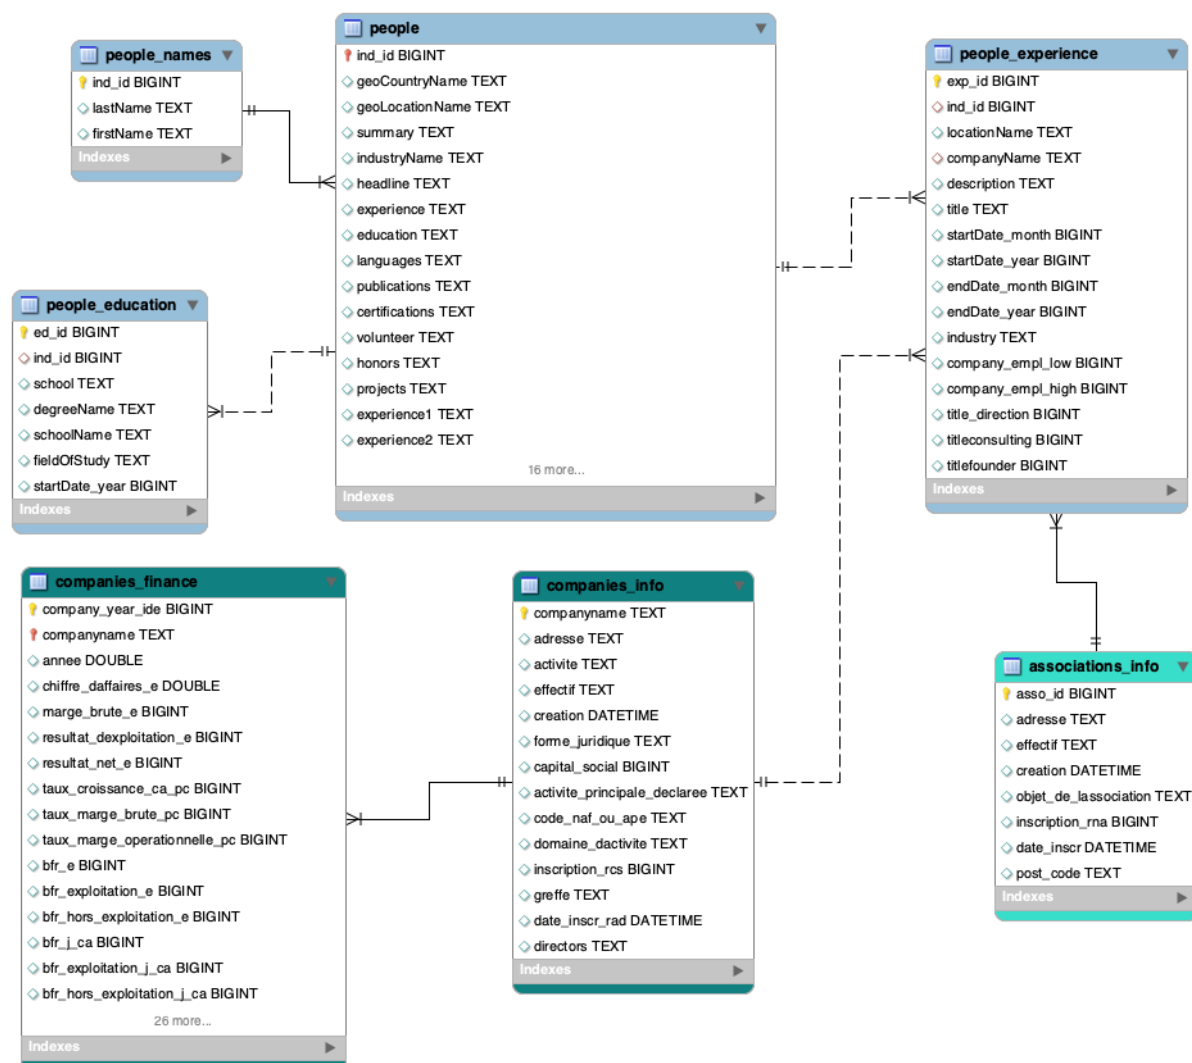 people_names
ind_id BIGINT
lastName TEXT
firstName TEXT
Indexes
people
ind_id BIGINT
geoCountryName TEXT
geoLocationName TEXT
summary TEXT
industryName TEXT
headline TEXT
experience TEXT
education TEXT
languages TEXT
publications TEXT
certifications TEXT
volunteer TEXT
honors TEXT
projects TEXT
experience1 TEXT
experience2 TEXT
16 more...
Indexes
people_experience
exp_id BIGINT
ind_id BIGINT
locationName TEXT
companyName TEXT
description TEXT
title TEXT
startDate_month BIGINT
startDate_year BIGINT
endDate_month BIGINT
endDate_year BIGINT
industry TEXT
company_empl_low BIGINT
company_empl_high BIGINT
title_direction BIGINT
titleconsulting BIGINT
titlefounder BIGINT
Indexes
people_education
ed_id BIGINT
ind_id BIGINT
school TEXT
degreeName TEXT
schoolName TEXT
fieldOfStudy TEXT
startDate_year BIGINT
Indexes
companies_finance
company_year_ide BIGINT
companyname TEXT
annee DOUBLE
chiffre_daffaires_e DOUBLE
marge_brute_e BIGINT
resultat_dexploitation_e BIGINT
resultat_net_e BIGINT
taux_croissance_ca_pc BIGINT
taux_marge_brute_pc BIGINT
taux_marge_operationnelle_pc BIGINT
bfr_e BIGINT
bfr_exploitation_e BIGINT
bfr_hors_exploitation_e BIGINT
bfr_j_ca BIGINT
bfr_exploitation_j_ca BIGINT
bfr_hors_exploitation_j_ca BIGINT
26 more...
Indexes
companies_info
companyname TEXT
adresse TEXT
activite TEXT
effectif TEXT
creation DATETIME
forme_juridique TEXT
capital_social BIGINT
activite_principale_declaree TEXT
code_naf_ou_ape TEXT
domaine_dactivite TEXT
inscription_rcs BIGINT
greffe TEXT
date_inscr_rad DATETIME
directors TEXT
Indexes
associations_info
asso_id BIGINT
adresse TEXT
effectif TEXT
creation DATETIME
objet_de_lassociation TEXT
inscription_rna BIGINT
date_inscr DATETIME
post_code TEXT
Indexes